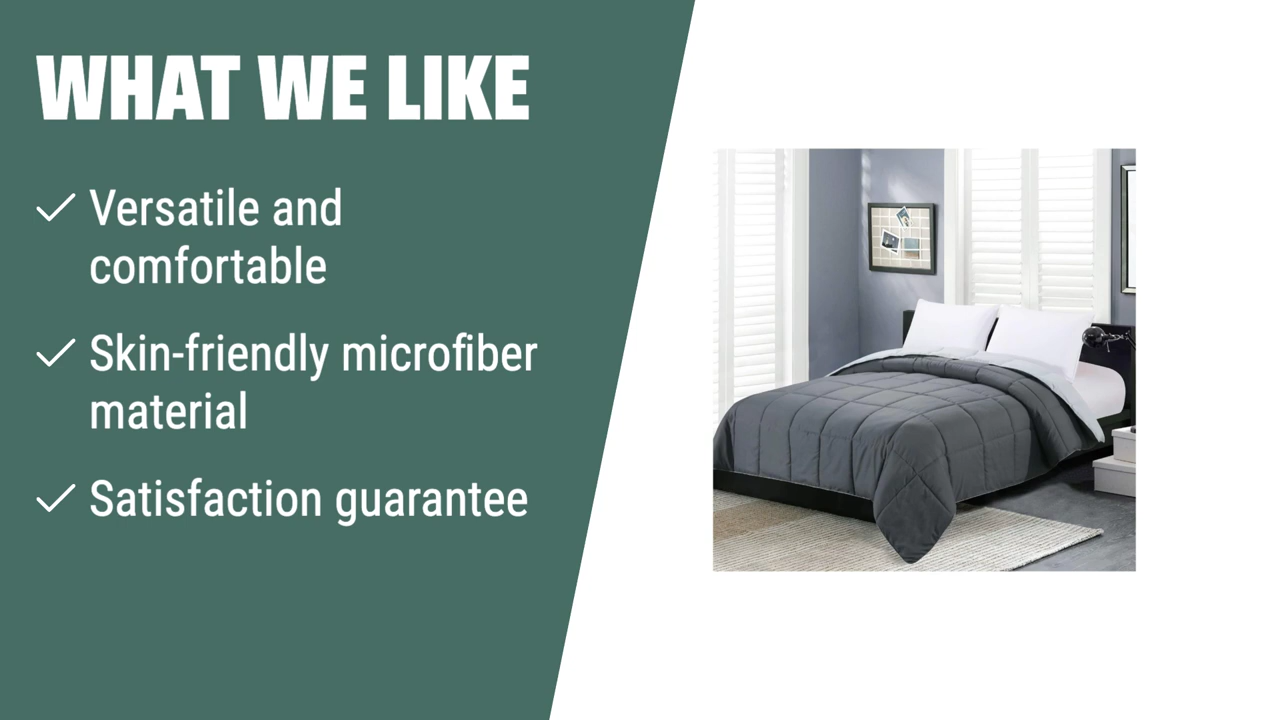 WHAT WE LIKE
Versatile and
comfortable
Skin-friendly microfiber
material
Satisfaction guarantee